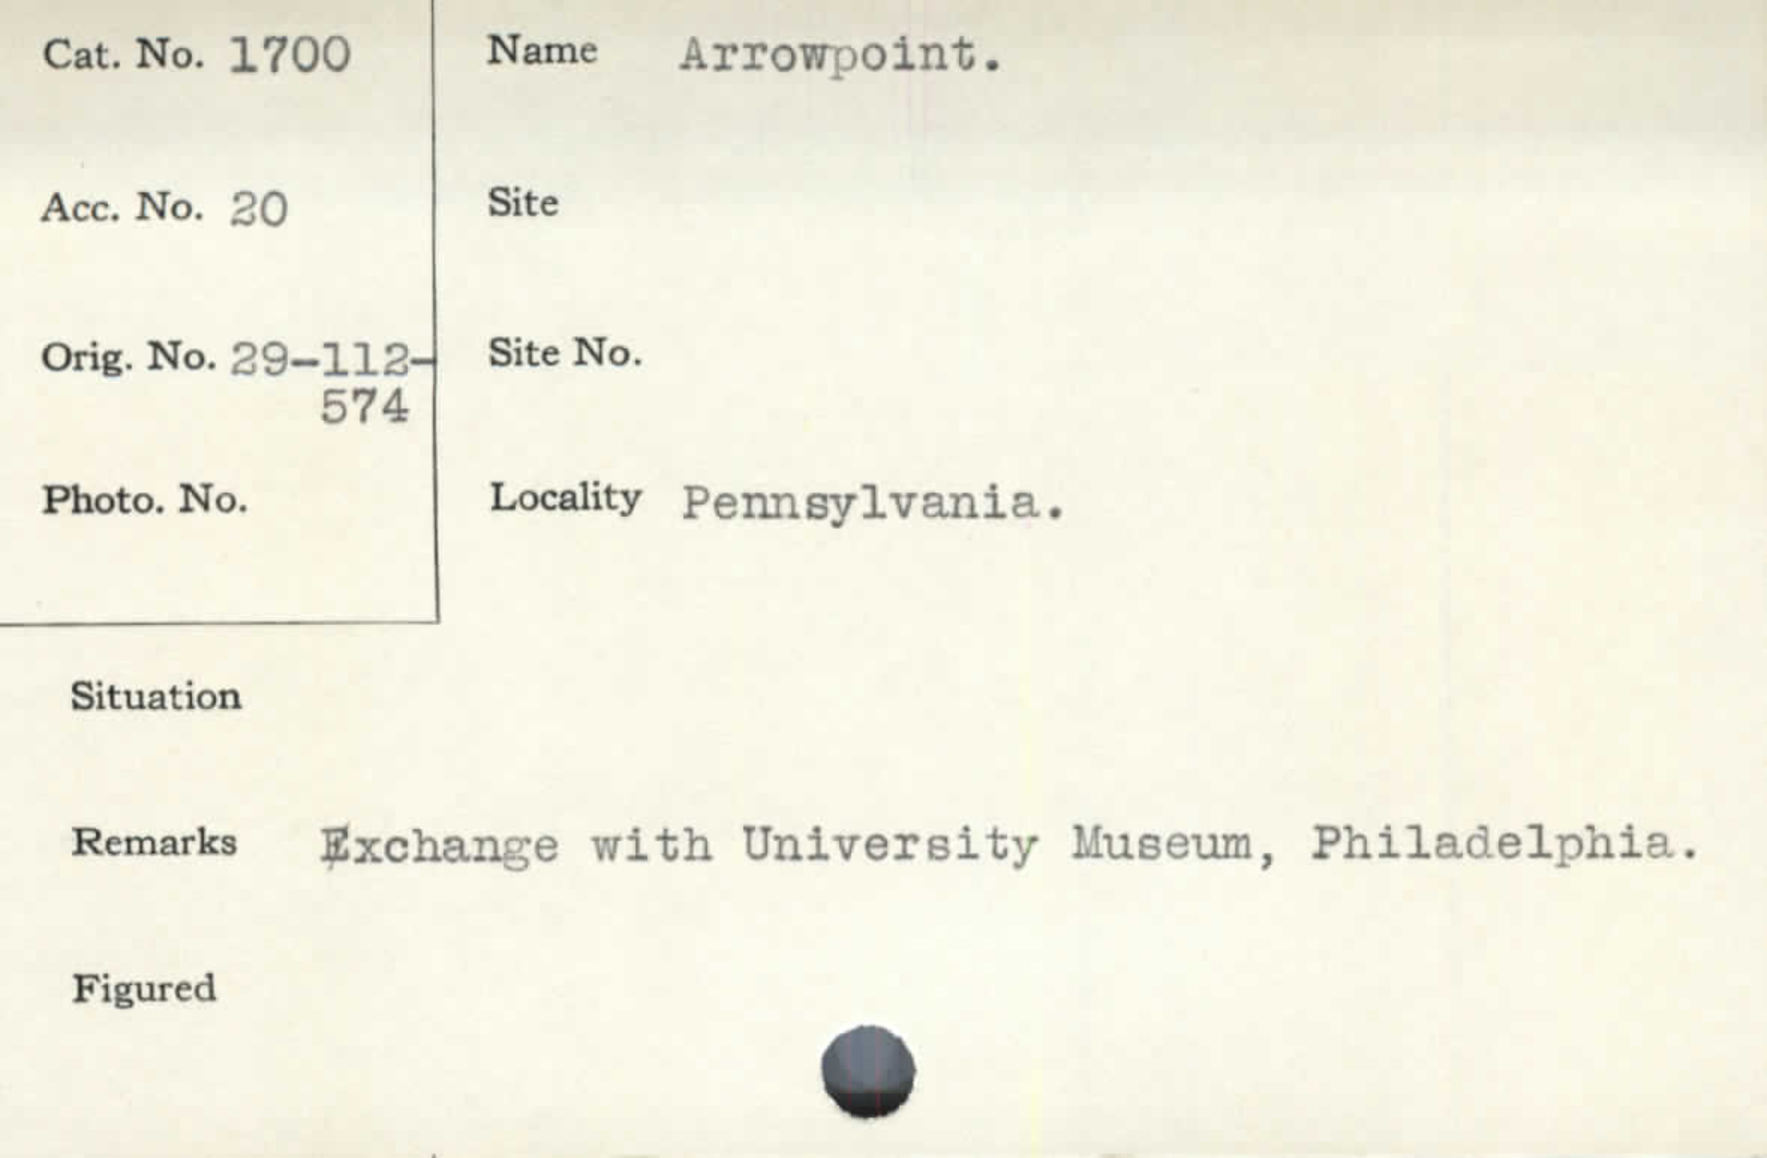 Cat. No. 1700
Name Arrowpoint.
Acc. No. 20
Site
Orig. No. 29-112-
574
Site No.
Photo. No.
Locality Pennsylvania.
Situation
Remarks Exchange with University Museum, Philadelphia.
Figured